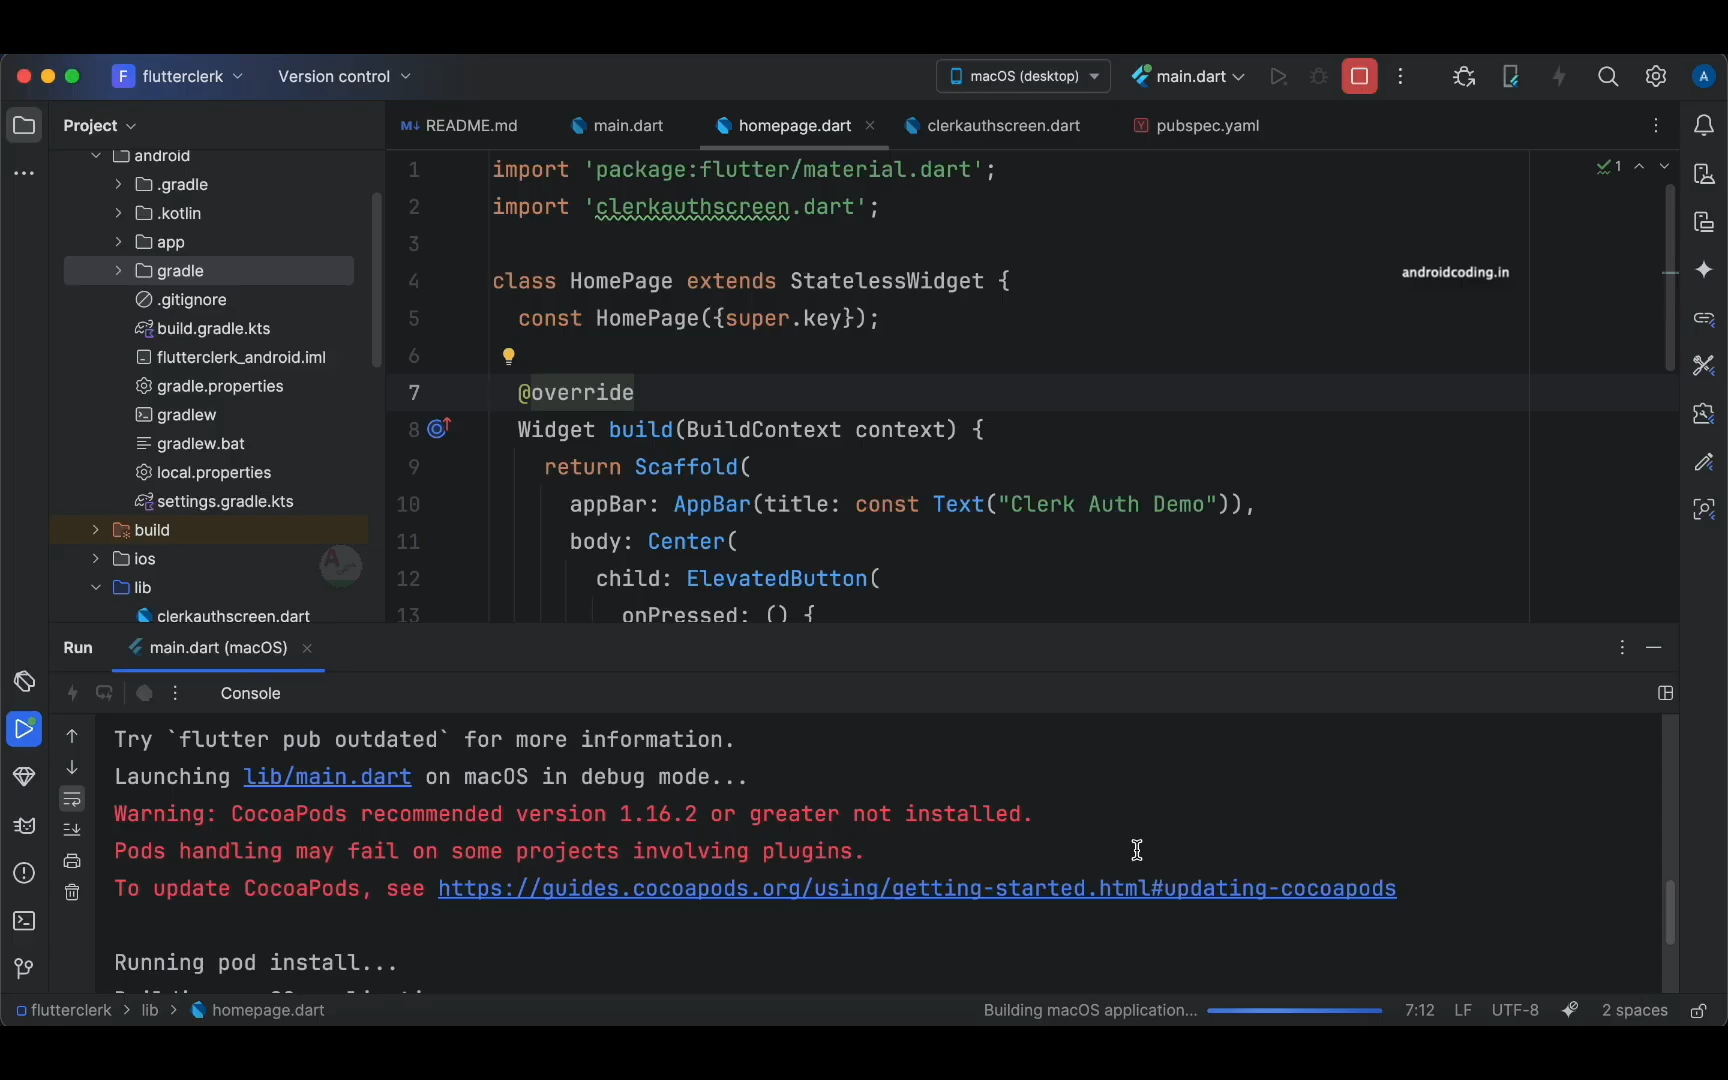 F flutterclerk
Version control
macOS (desktop)
main.dart
A
Project
README.md
main.dart
homepage.dart
clerkauthscreen.dart
pubspec.yaml
android
.gradle
.kotlin
app
gradle
.gitignore
build.gradle.kts
flutterclerk_android.iml
gradle.properties
gradlew
gradlew.bat
local.properties
settings.gradle.kts
build
ios
lib
clerkauthscreen.dart
1 import 'package:flutter/material.dart';
2 import 'clerkauthscreen.dart';
3
4 class HomePage extends StatelessWidget {
5 const HomePage({super.key});
6
7 @override
8 Widget build(BuildContext context) {
9 return Scaffold(
10 appBar: AppBar(title: const Text("Clerk Auth Demo")),
11 body: Center(
12 child: ElevatedButton(
13 onPressed: () {
1
androidcoding.in
Run
main.dart (macOS)
Console
Try `flutter pub outdated` for more information.
Launching lib/main.dart on macOS in debug mode...
Warning: CocoaPods recommended version 1.16.2 or greater not installed.
Pods handling may fail on some projects involving plugins.
To update CocoaPods, see https://guides.cocoapods.org/using/getting-started.html#updating-cocoapods
Running pod install...
flutterclerk > lib > homepage.dart
Building macOS application...
7:12
LF
UTF-8
2 spaces